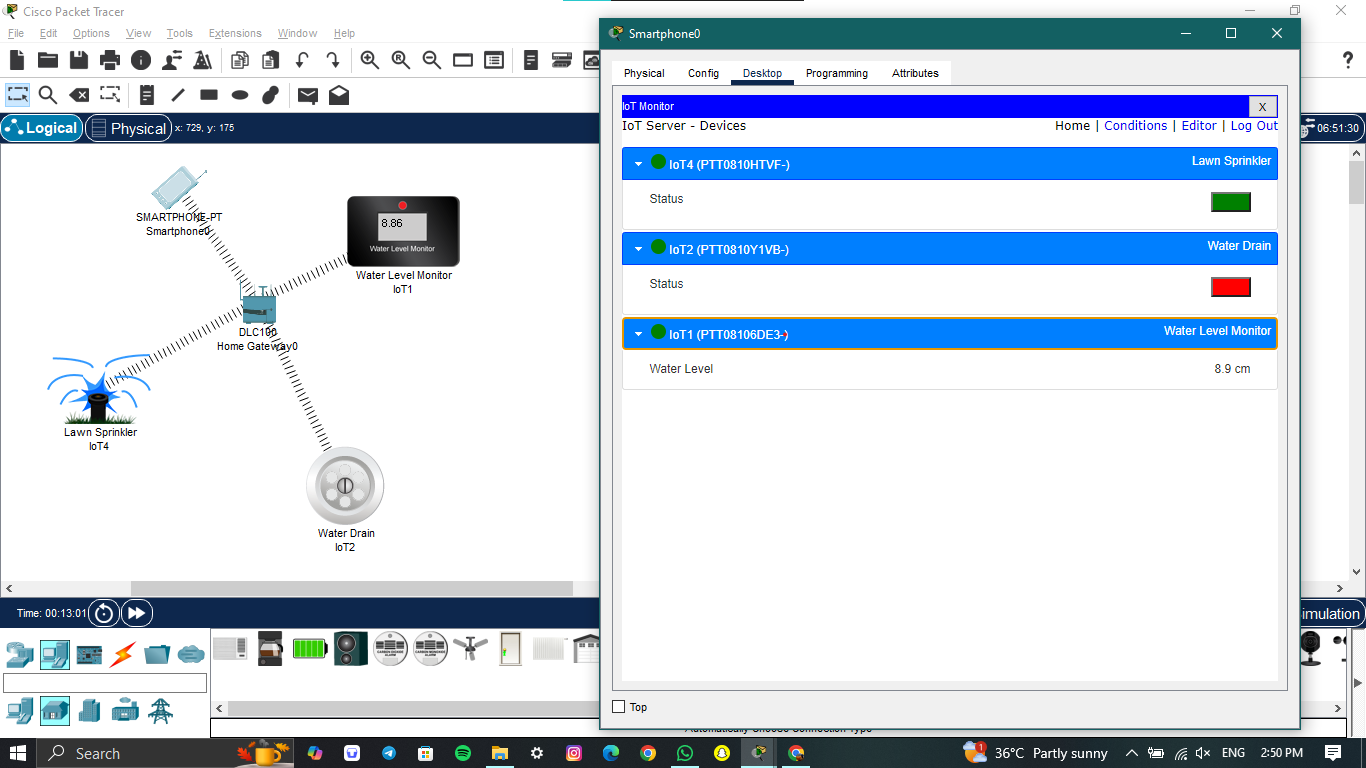 Cisco Packet Tracer
File Edit Options View Tools Extensions Window Help
Logical Physical x: 729, y: 175
06:51:30
SMARTPHONE-PT
Smartphone0
8.86
Water Level Monitor
Water Level Monitor
IoT1
DLC100
Home Gateway0
Lawn Sprinkler
IoT4
Water Drain
IoT2
Time: 00:13:01
imulation
Smartphone0
Physical Config Desktop Programming Attributes
IoT Monitor X
IoT Server - Devices Home | Conditions | Editor | Log Out
IoT4 (PTT0810HTVF-) Lawn Sprinkler
Status
IoT2 (PTT0810Y1VB-) Water Drain
Status
IoT1 (PTT08106DE3-) Water Level Monitor
Water Level 8.9 cm
Top
Automatically Choose Connection Type
Search
1 36°C Partly sunny ENG 2:50 PM